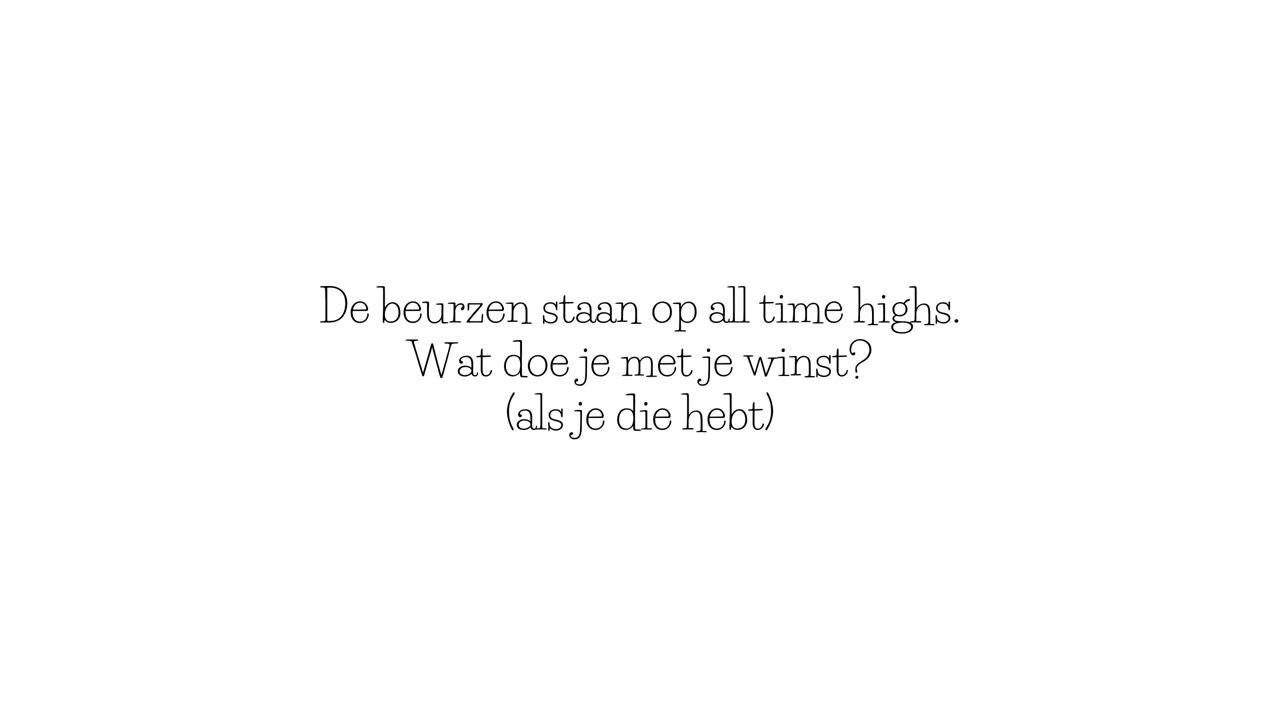 De beurzen staan op all time highs.
Wat doe je met je winst?
(als je die hebt)